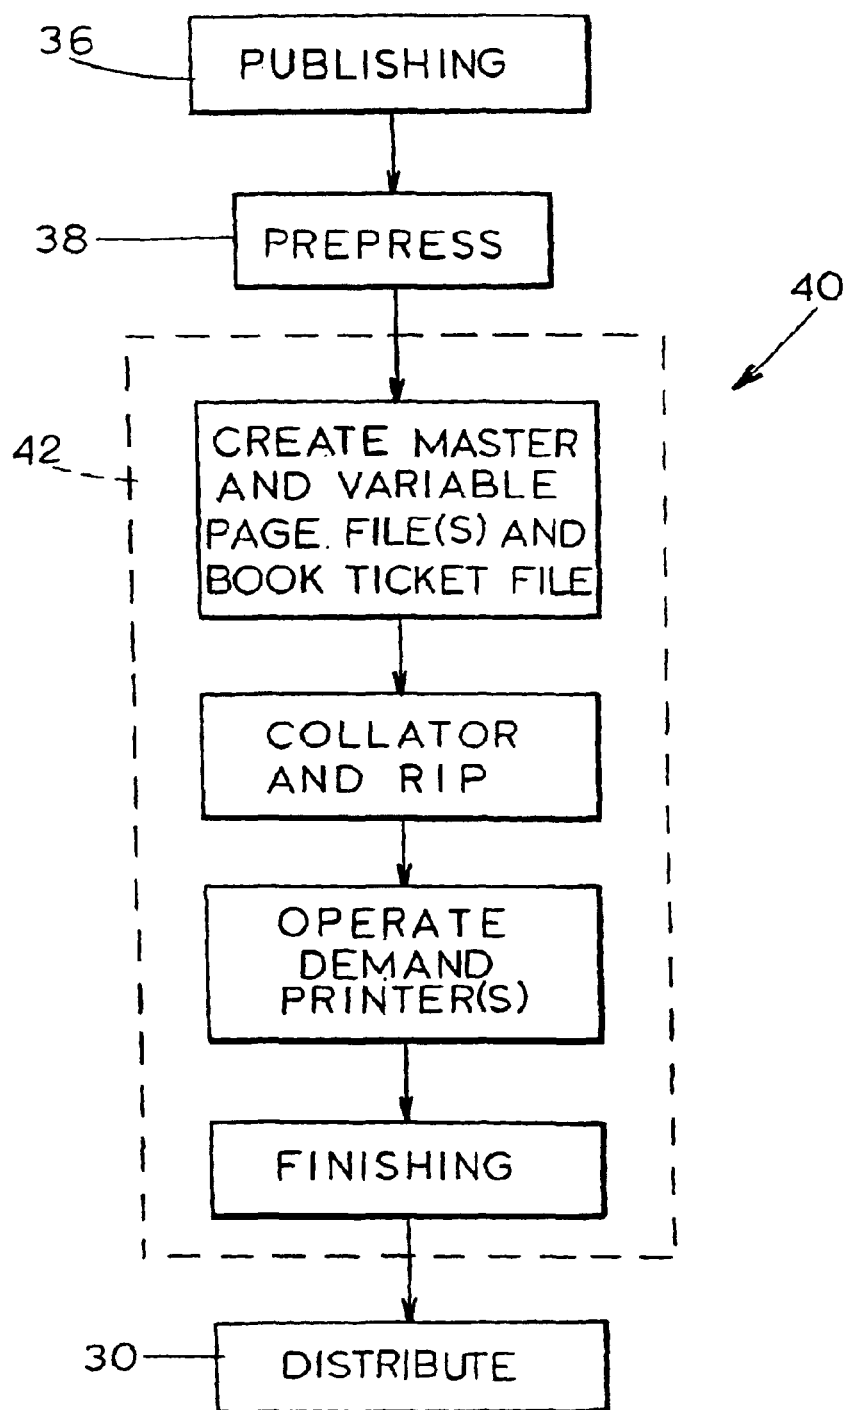 36
PUBLISHING
38
PREPRESS
40
42
CREATE MASTER
AND VARIABLE
PAGE. FILE(S) AND
BOOK TICKET FILE
COLLATOR
AND RIP
OPERATE
DEMAND
PRINTER(S)
FINISHING
30
DISTRIBUTE